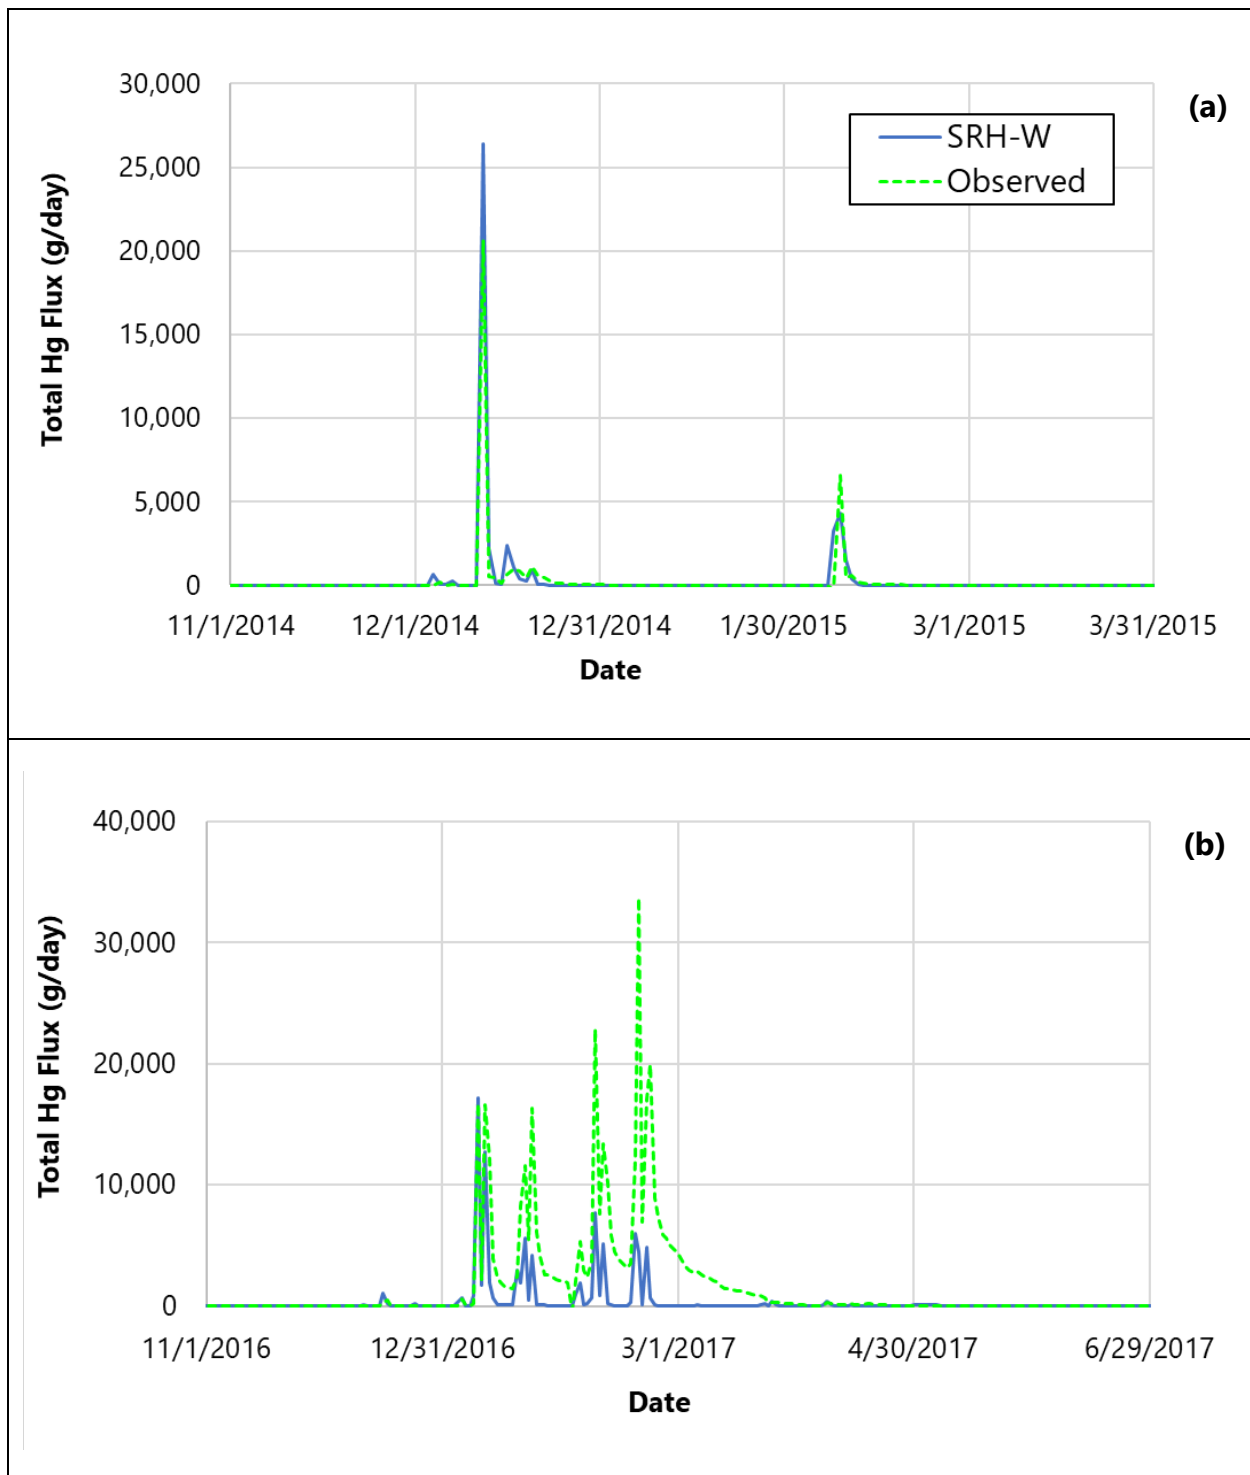 (a)
30,000
25,000
20,000
15,000
10,000
5,000
0
Total Hg Flux (g/day)
SRH-W
Observed
11/1/2014 12/1/2014 12/31/2014 1/30/2015 3/1/2015 3/31/2015
Date
(b)
40,000
30,000
20,000
10,000
0
Total Hg Flux (g/day)
11/1/2016 12/31/2016 3/1/2017 4/30/2017 6/29/2017
Date